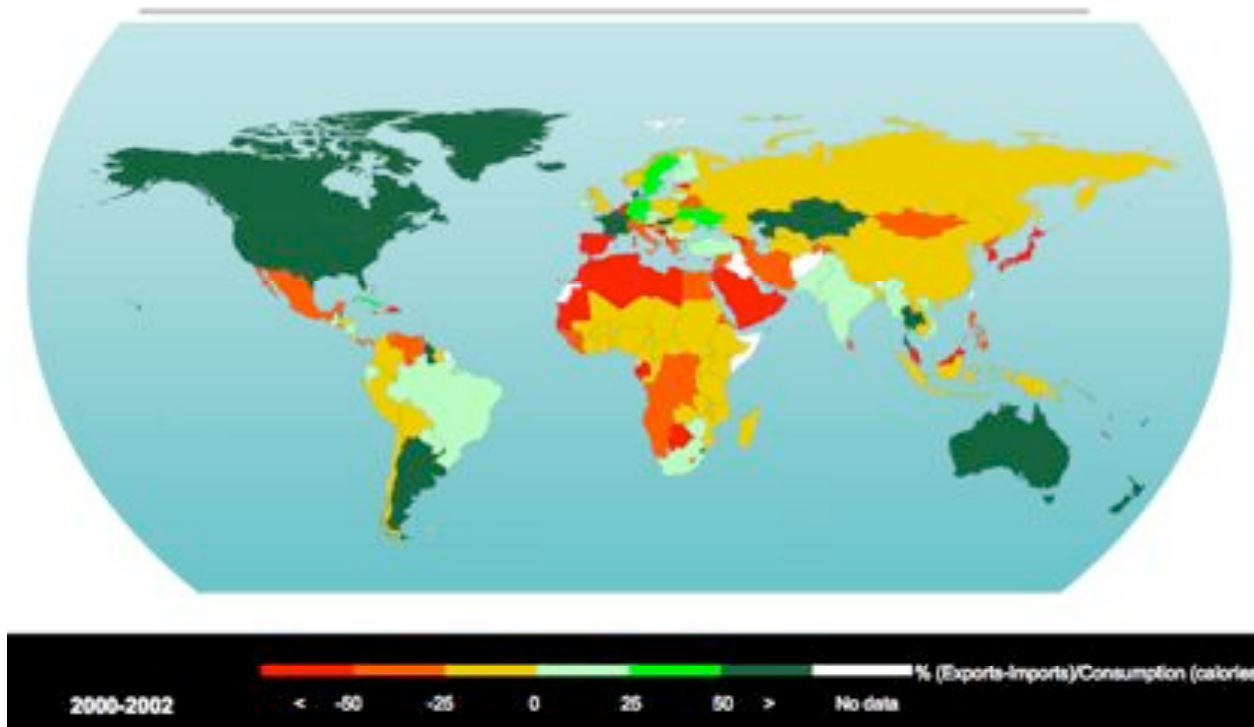 % (Exports-Imports)/Consumption (calories
2000-2002 < -50 -25 0 25 50 > No data